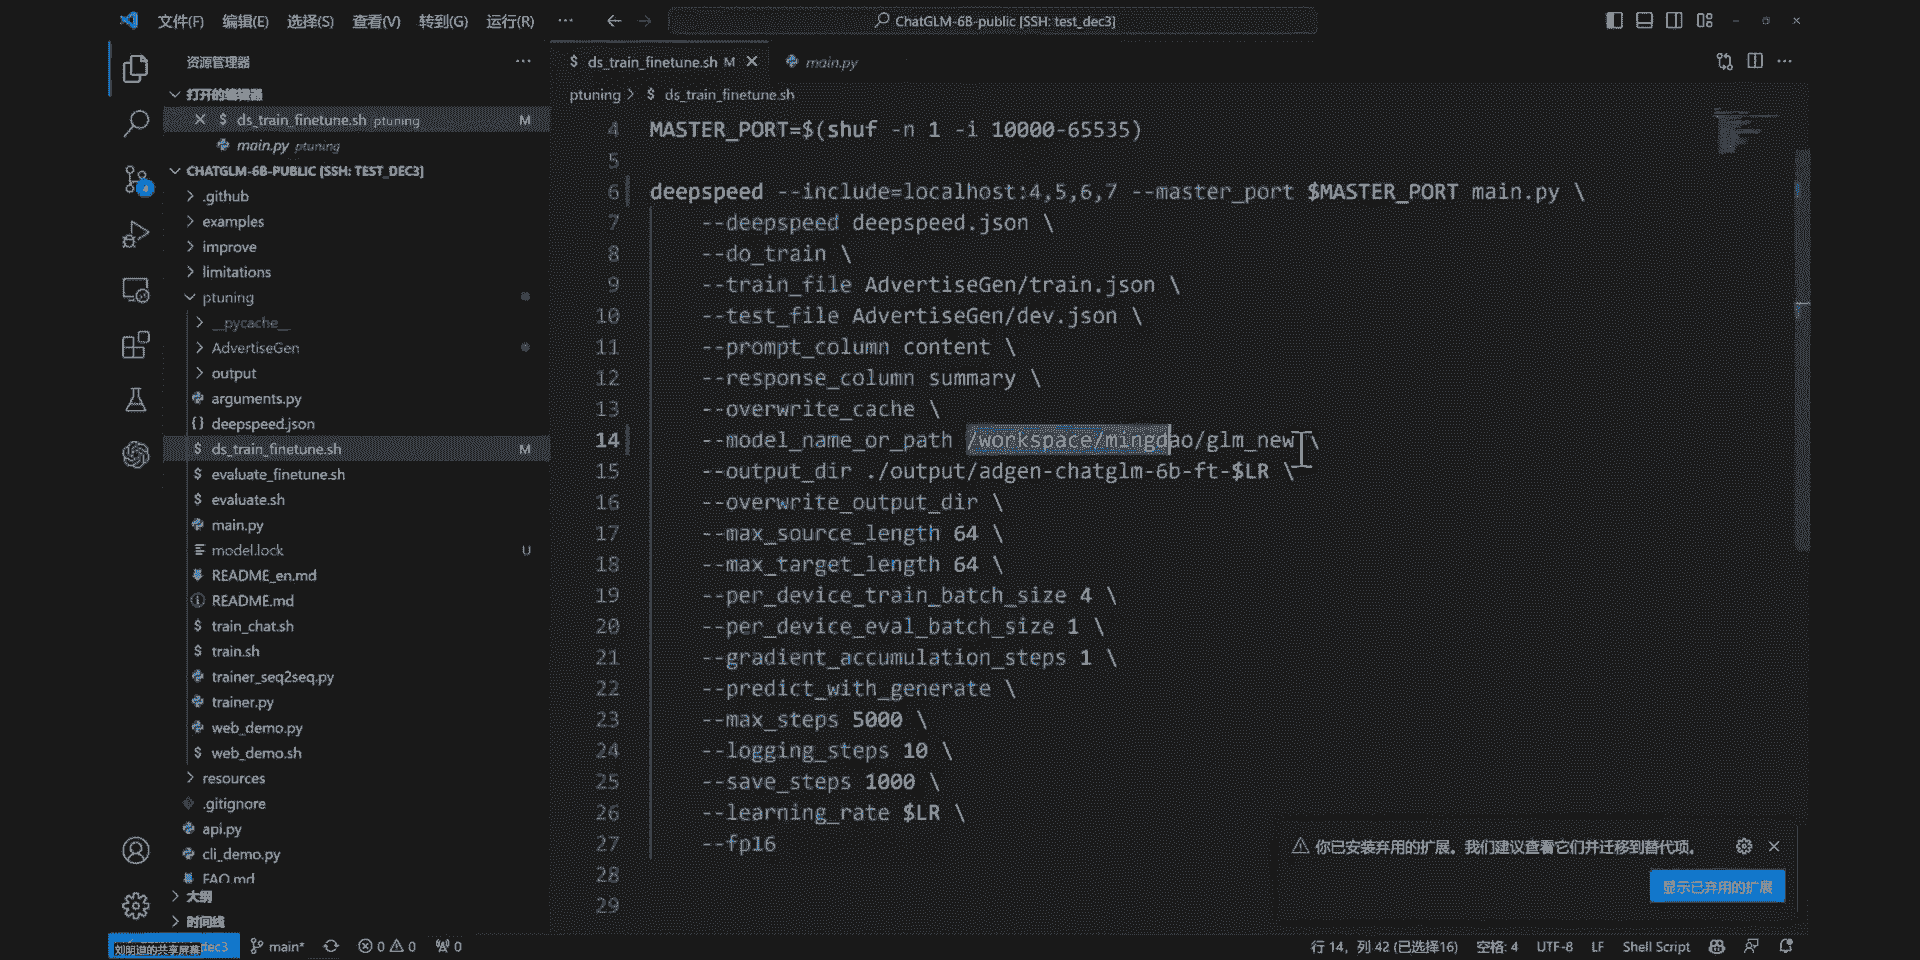 文件(F) 编辑(E) 选择(S) 查看(V) 转到(G) 运行(R) ··· ChatGLM-6B-public [SSH: test_dec3]
资源管理器 ···
打开的编辑器
$ ds_train_finetune.sh ptuning M
main.py ptuning
CHATGLM-6B-PUBLIC [SSH: TEST_DEC3]
.github
examples
improve
limitations
ptuning
__pycache__
AdvertiseGen
output
arguments.py
{} deepspeed.json
$ ds_train_finetune.sh M
$ evaluate_finetune.sh
$ evaluate.sh
main.py
model.lock U
README_en.md
README.md
$ train_chat.sh
$ train.sh
trainer_seq2seq.py
trainer.py
web_demo.py
$ web_demo.sh
resources
.gitignore
api.py
cli_demo.py
FAQ.md
大纲
时间线
$ ds_train_finetune.sh M main.py
ptuning > $ ds_train_finetune.sh
4 MASTER_PORT=$(shuf -n 1 -i 10000-65535)
5
6 deepspeed --include=localhost:4,5,6,7 --master_port $MASTER_PORT main.py \
7 --deepspeed deepspeed.json \
8 --do_train \
9 --train_file AdvertiseGen/train.json \
10 --test_file AdvertiseGen/dev.json \
11 --prompt_column content \
12 --response_column summary \
13 --overwrite_cache \
14 --model_name_or_path /workspace/mingdao/glm_new \
15 --output_dir ./output/adgen-chatglm-6b-ft-$LR \
16 --overwrite_output_dir \
17 --max_source_length 64 \
18 --max_target_length 64 \
19 --per_device_train_batch_size 4 \
20 --per_device_eval_batch_size 1 \
21 --gradient_accumulation_steps 1 \
22 --predict_with_generate \
23 --max_steps 5000 \
24 --logging_steps 10 \
25 --save_steps 1000 \
26 --learning_rate $LR \
27 --fp16
28
29
你已安装弃用的扩展。我们建议查看它们并迁移到替代项。
显示已弃用的扩展
刘明道的共享屏幕 dec3 main* 0 0 0 行 14，列 42 (已选择16) 空格: 4 UTF-8 LF Shell Script